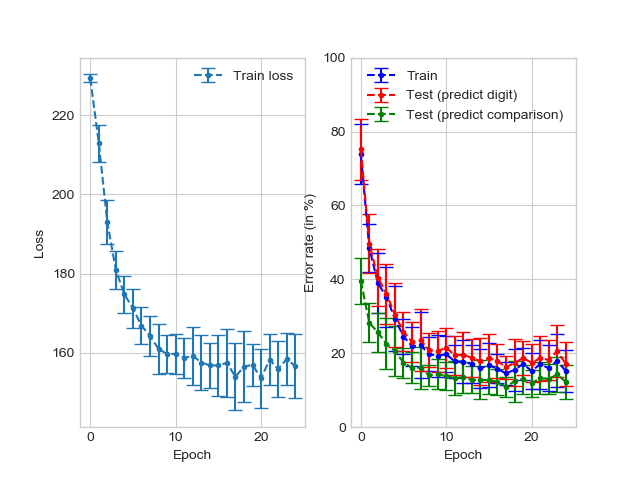 Train loss
220
200
180
160
Loss
0
10
20
Epoch
Train
Test (predict digit)
Test (predict comparison)
100
80
60
40
20
0
Error rate (in %)
0
10
20
Epoch